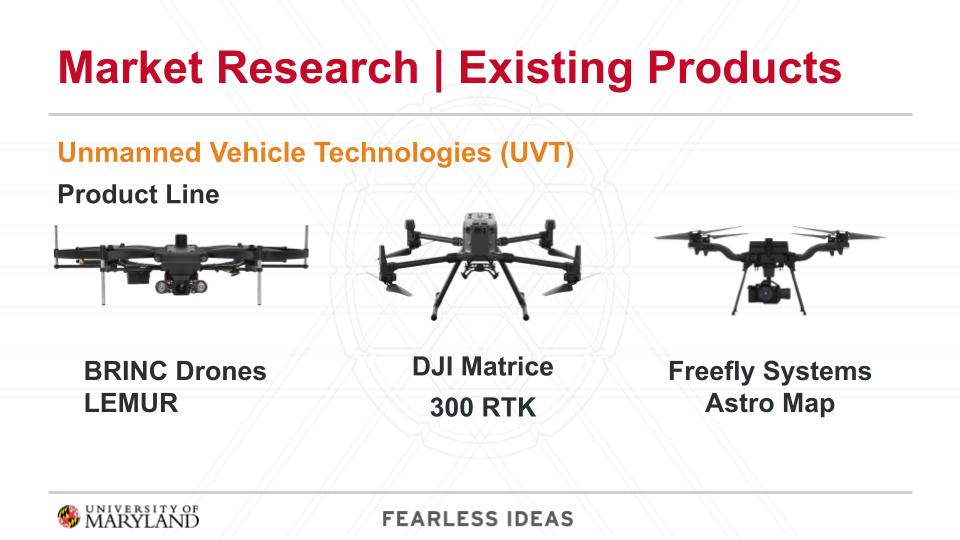 Market Research | Existing Products
Unmanned Vehicle Technologies (UVT)
Product Line
BRINC Drones
LEMUR
DJI Matrice
300 RTK
Freefly Systems
Astro Map
UNIVERSITY OF
MARYLAND
FEARLESS IDEAS